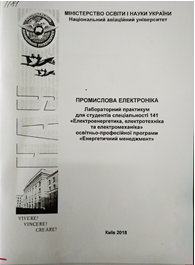 МІНІСТЕРСТВО ОСВІТИ І НАУКИ УКРАЇНИ
Національний авіаційний університет
НАУ
ПРОМИСЛОВА ЕЛЕКТРОНІКА
Лабораторний практикум
для студентів спеціальності 141
«Електроенергетика, електротехніка
та електромеханіка»
освітньо-професійної програми
«Енергетичний менеджмент»
VIVERE!
VINCERE!
CREARE!
Київ 2018